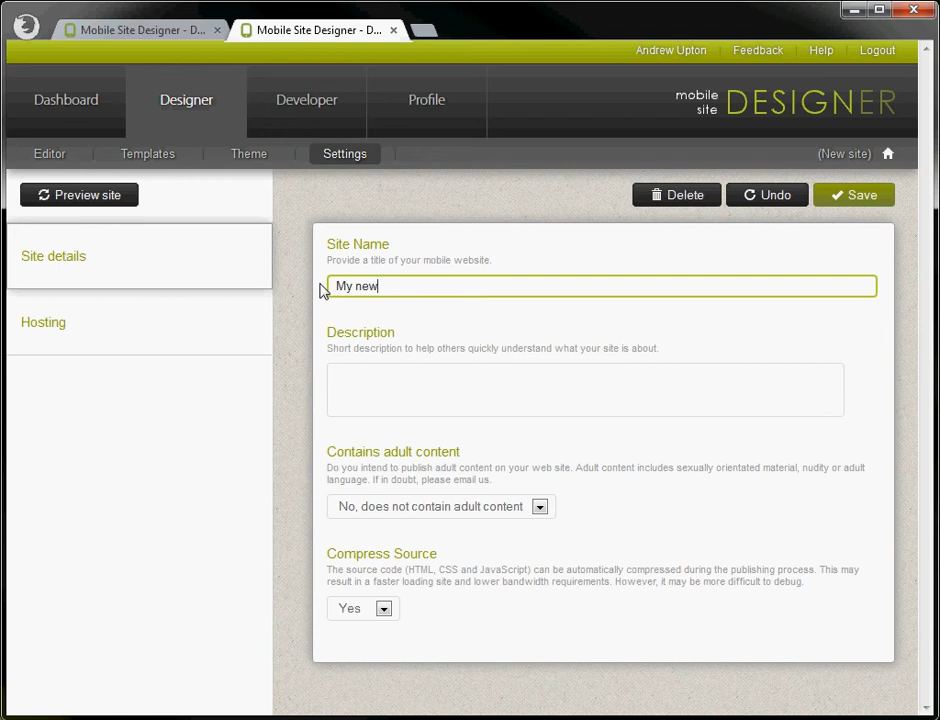 Mobile Site Designer - D...
Mobile Site Designer - D...
Andrew Upton Feedback Help Logout
Dashboard Designer Developer Profile
mobile site DESIGNER
Editor Templates Theme Settings (New site)
Preview site Delete Undo Save
Site details
Hosting
Site Name
Provide a title of your mobile website.
My new
Description
Short description to help others quickly understand what your site is about.
Contains adult content
Do you intend to publish adult content on your web site. Adult content includes sexually orientated material, nudity or adult
language. If in doubt, please email us.
No, does not contain adult content
Compress Source
The source code (HTML, CSS and JavaScript) can be automatically compressed during the publishing process. This may
result in a faster loading site and lower bandwidth requirements. However, it may be more difficult to debug.
Yes